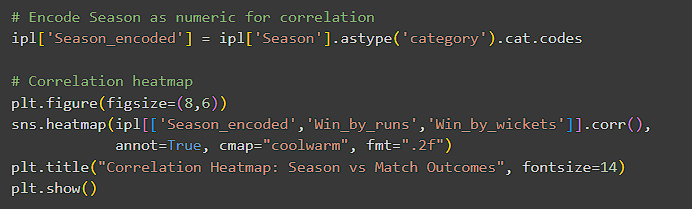 # Encode Season as numeric for correlation
ipl['Season_encoded'] = ipl['Season'].astype('category').cat.codes

# Correlation heatmap
plt.figure(figsize=(8,6))
sns.heatmap(ipl[['Season_encoded','Win_by_runs','Win_by_wickets']].corr(),
            annot=True, cmap="coolwarm", fmt=".2f")
plt.title("Correlation Heatmap: Season vs Match Outcomes", fontsize=14)
plt.show()